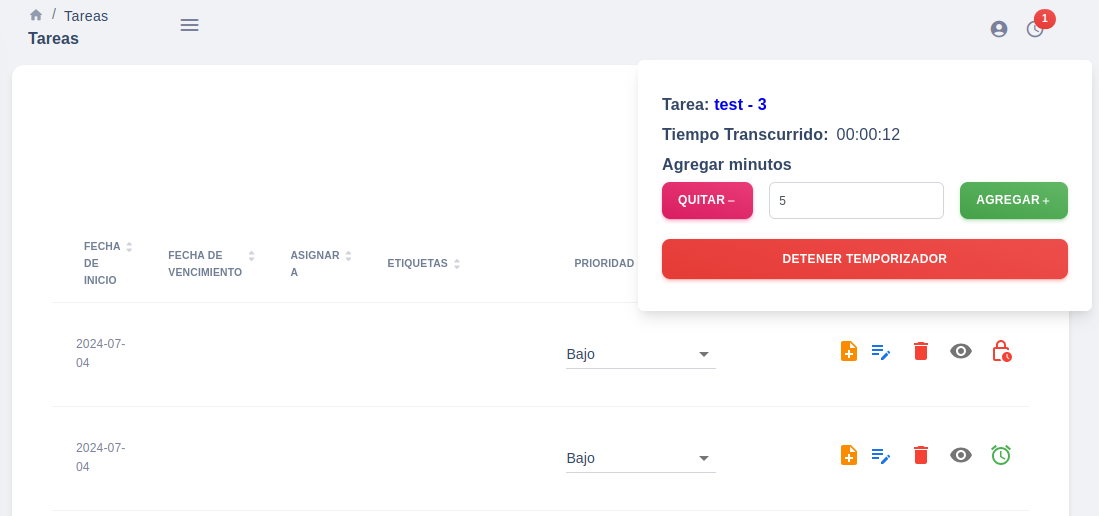 / Tareas
Tareas
1
Tarea: test - 3
Tiempo Transcurrido: 00:00:12
Agregar minutos
QUITAR –
5
AGREGAR +
DETENER TEMPORIZADOR
FECHA
DE
INICIO
FECHA DE
VENCIMIENTO
ASIGNAR
A
ETIQUETAS
PRIORIDAD
2024-07-
04
Bajo
2024-07-
04
Bajo